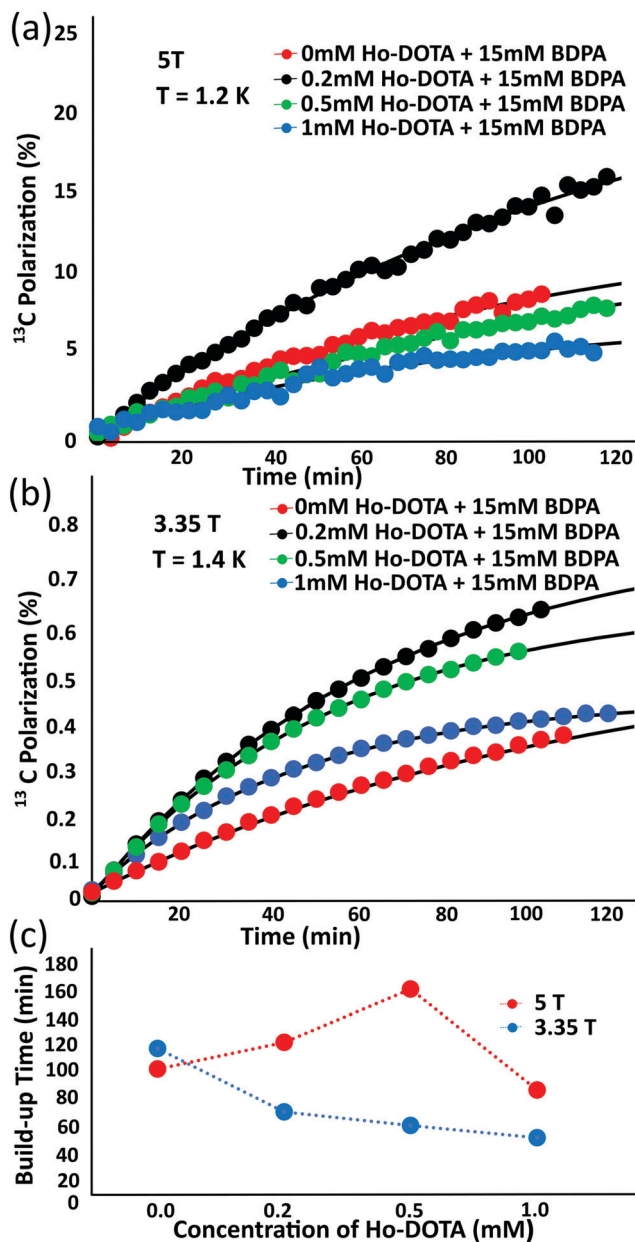 (a)
25
20
15
10
5
0
13C Polarization (%)
5T
T = 1.2 K
0mM Ho-DOTA + 15mM BDPA
0.2mM Ho-DOTA + 15mM BDPA
0.5mM Ho-DOTA + 15mM BDPA
1mM Ho-DOTA + 15mM BDPA
20 40 60 80 100 120
Time (min)
(b)
0.8
0.7
0.6
0.5
0.4
0.3
0.2
0.1
0
13 C Polarization (%)
3.35 T
T = 1.4 K
0mM Ho-DOTA + 15mM BDPA
0.2mM Ho-DOTA + 15mM BDPA
0.5mM Ho-DOTA + 15mM BDPA
1mM Ho-DOTA + 15mM BDPA
20 40 60 80 100 120
Time (min)
(c)
180
160
140
120
100
80
60
40
20
0
Build-up Time (min)
5 T
3.35 T
0.0 0.2 0.5 1.0
Concentration of Ho-DOTA (mM)